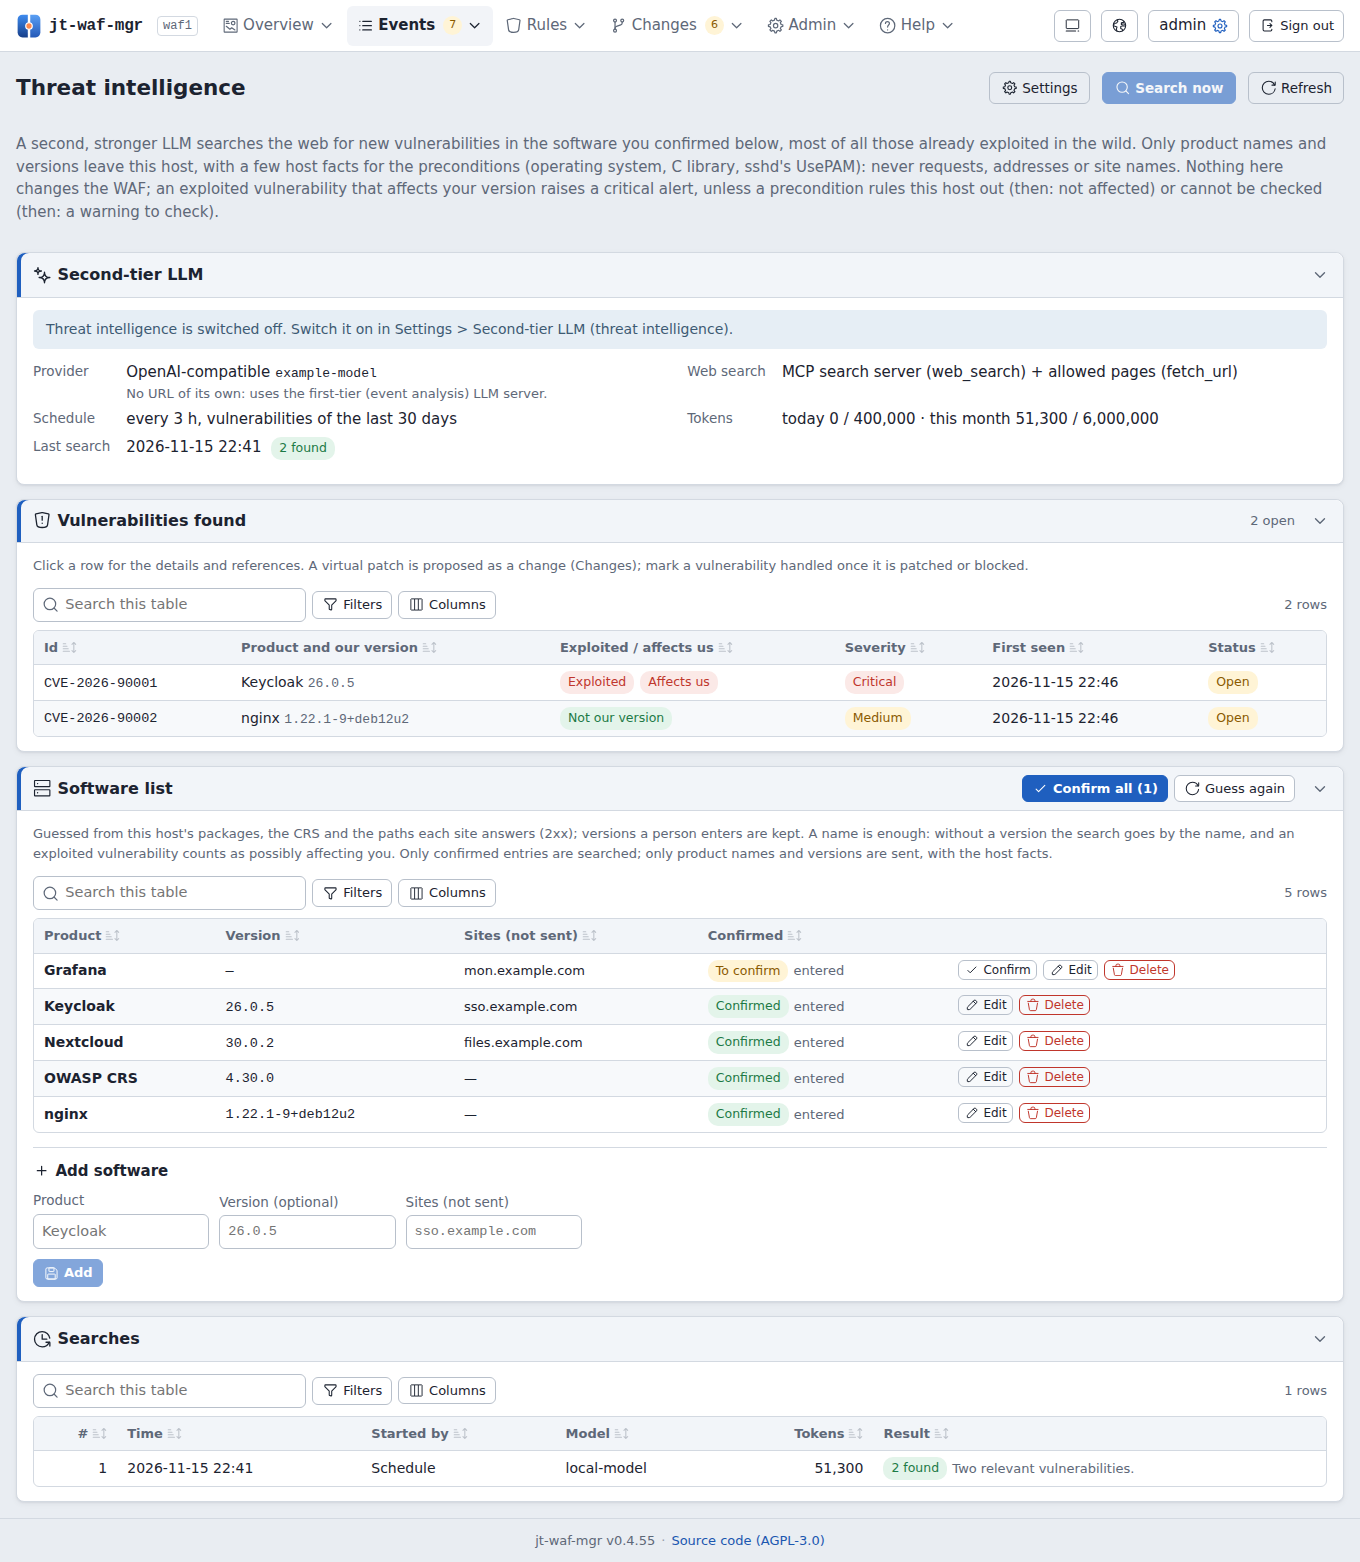 jt-waf-mgr waf1 Overview Events 7 Rules Changes 6 Admin Help admin Sign out
Threat intelligence Settings Search now Refresh
A second, stronger LLM searches the web for new vulnerabilities in the software you confirmed below, most of all those already exploited in the wild. Only product names and
versions leave this host, with a few host facts for the preconditions (operating system, C library, sshd's UsePAM): never requests, addresses or site names. Nothing here
changes the WAF; an exploited vulnerability that affects your version raises a critical alert, unless a precondition rules this host out (then: not affected) or cannot be checked
(then: a warning to check).
Second-tier LLM
Threat intelligence is switched off. Switch it on in Settings > Second-tier LLM (threat intelligence).
Provider OpenAI-compatible example-model Web search MCP search server (web_search) + allowed pages (fetch_url)
No URL of its own: uses the first-tier (event analysis) LLM server.
Schedule every 3 h, vulnerabilities of the last 30 days Tokens today 0 / 400,000 · this month 51,300 / 6,000,000
Last search 2026-11-15 22:41 2 found
Vulnerabilities found 2 open
Click a row for the details and references. A virtual patch is proposed as a change (Changes); mark a vulnerability handled once it is patched or blocked.
Search this table Filters Columns 2 rows
Id Product and our version Exploited / affects us Severity First seen Status
CVE-2026-90001 Keycloak 26.0.5 Exploited Affects us Critical 2026-11-15 22:46 Open
CVE-2026-90002 nginx 1.22.1-9+deb12u2 Not our version Medium 2026-11-15 22:46 Open
Software list Confirm all (1) Guess again
Guessed from this host's packages, the CRS and the paths each site answers (2xx); versions a person enters are kept. A name is enough: without a version the search goes by the name, and an
exploited vulnerability counts as possibly affecting you. Only confirmed entries are searched; only product names and versions are sent, with the host facts.
Search this table Filters Columns 5 rows
Product Version Sites (not sent) Confirmed
Grafana — mon.example.com To confirm entered Confirm Edit Delete
Keycloak 26.0.5 sso.example.com Confirmed entered Edit Delete
Nextcloud 30.0.2 files.example.com Confirmed entered Edit Delete
OWASP CRS 4.30.0 — Confirmed entered Edit Delete
nginx 1.22.1-9+deb12u2 — Confirmed entered Edit Delete
+ Add software
Product Version (optional) Sites (not sent)
Keycloak 26.0.5 sso.example.com
Add
Searches
Search this table Filters Columns 1 rows
# Time Started by Model Tokens Result
1 2026-11-15 22:41 Schedule local-model 51,300 2 found Two relevant vulnerabilities.
jt-waf-mgr v0.4.55 · Source code (AGPL-3.0)